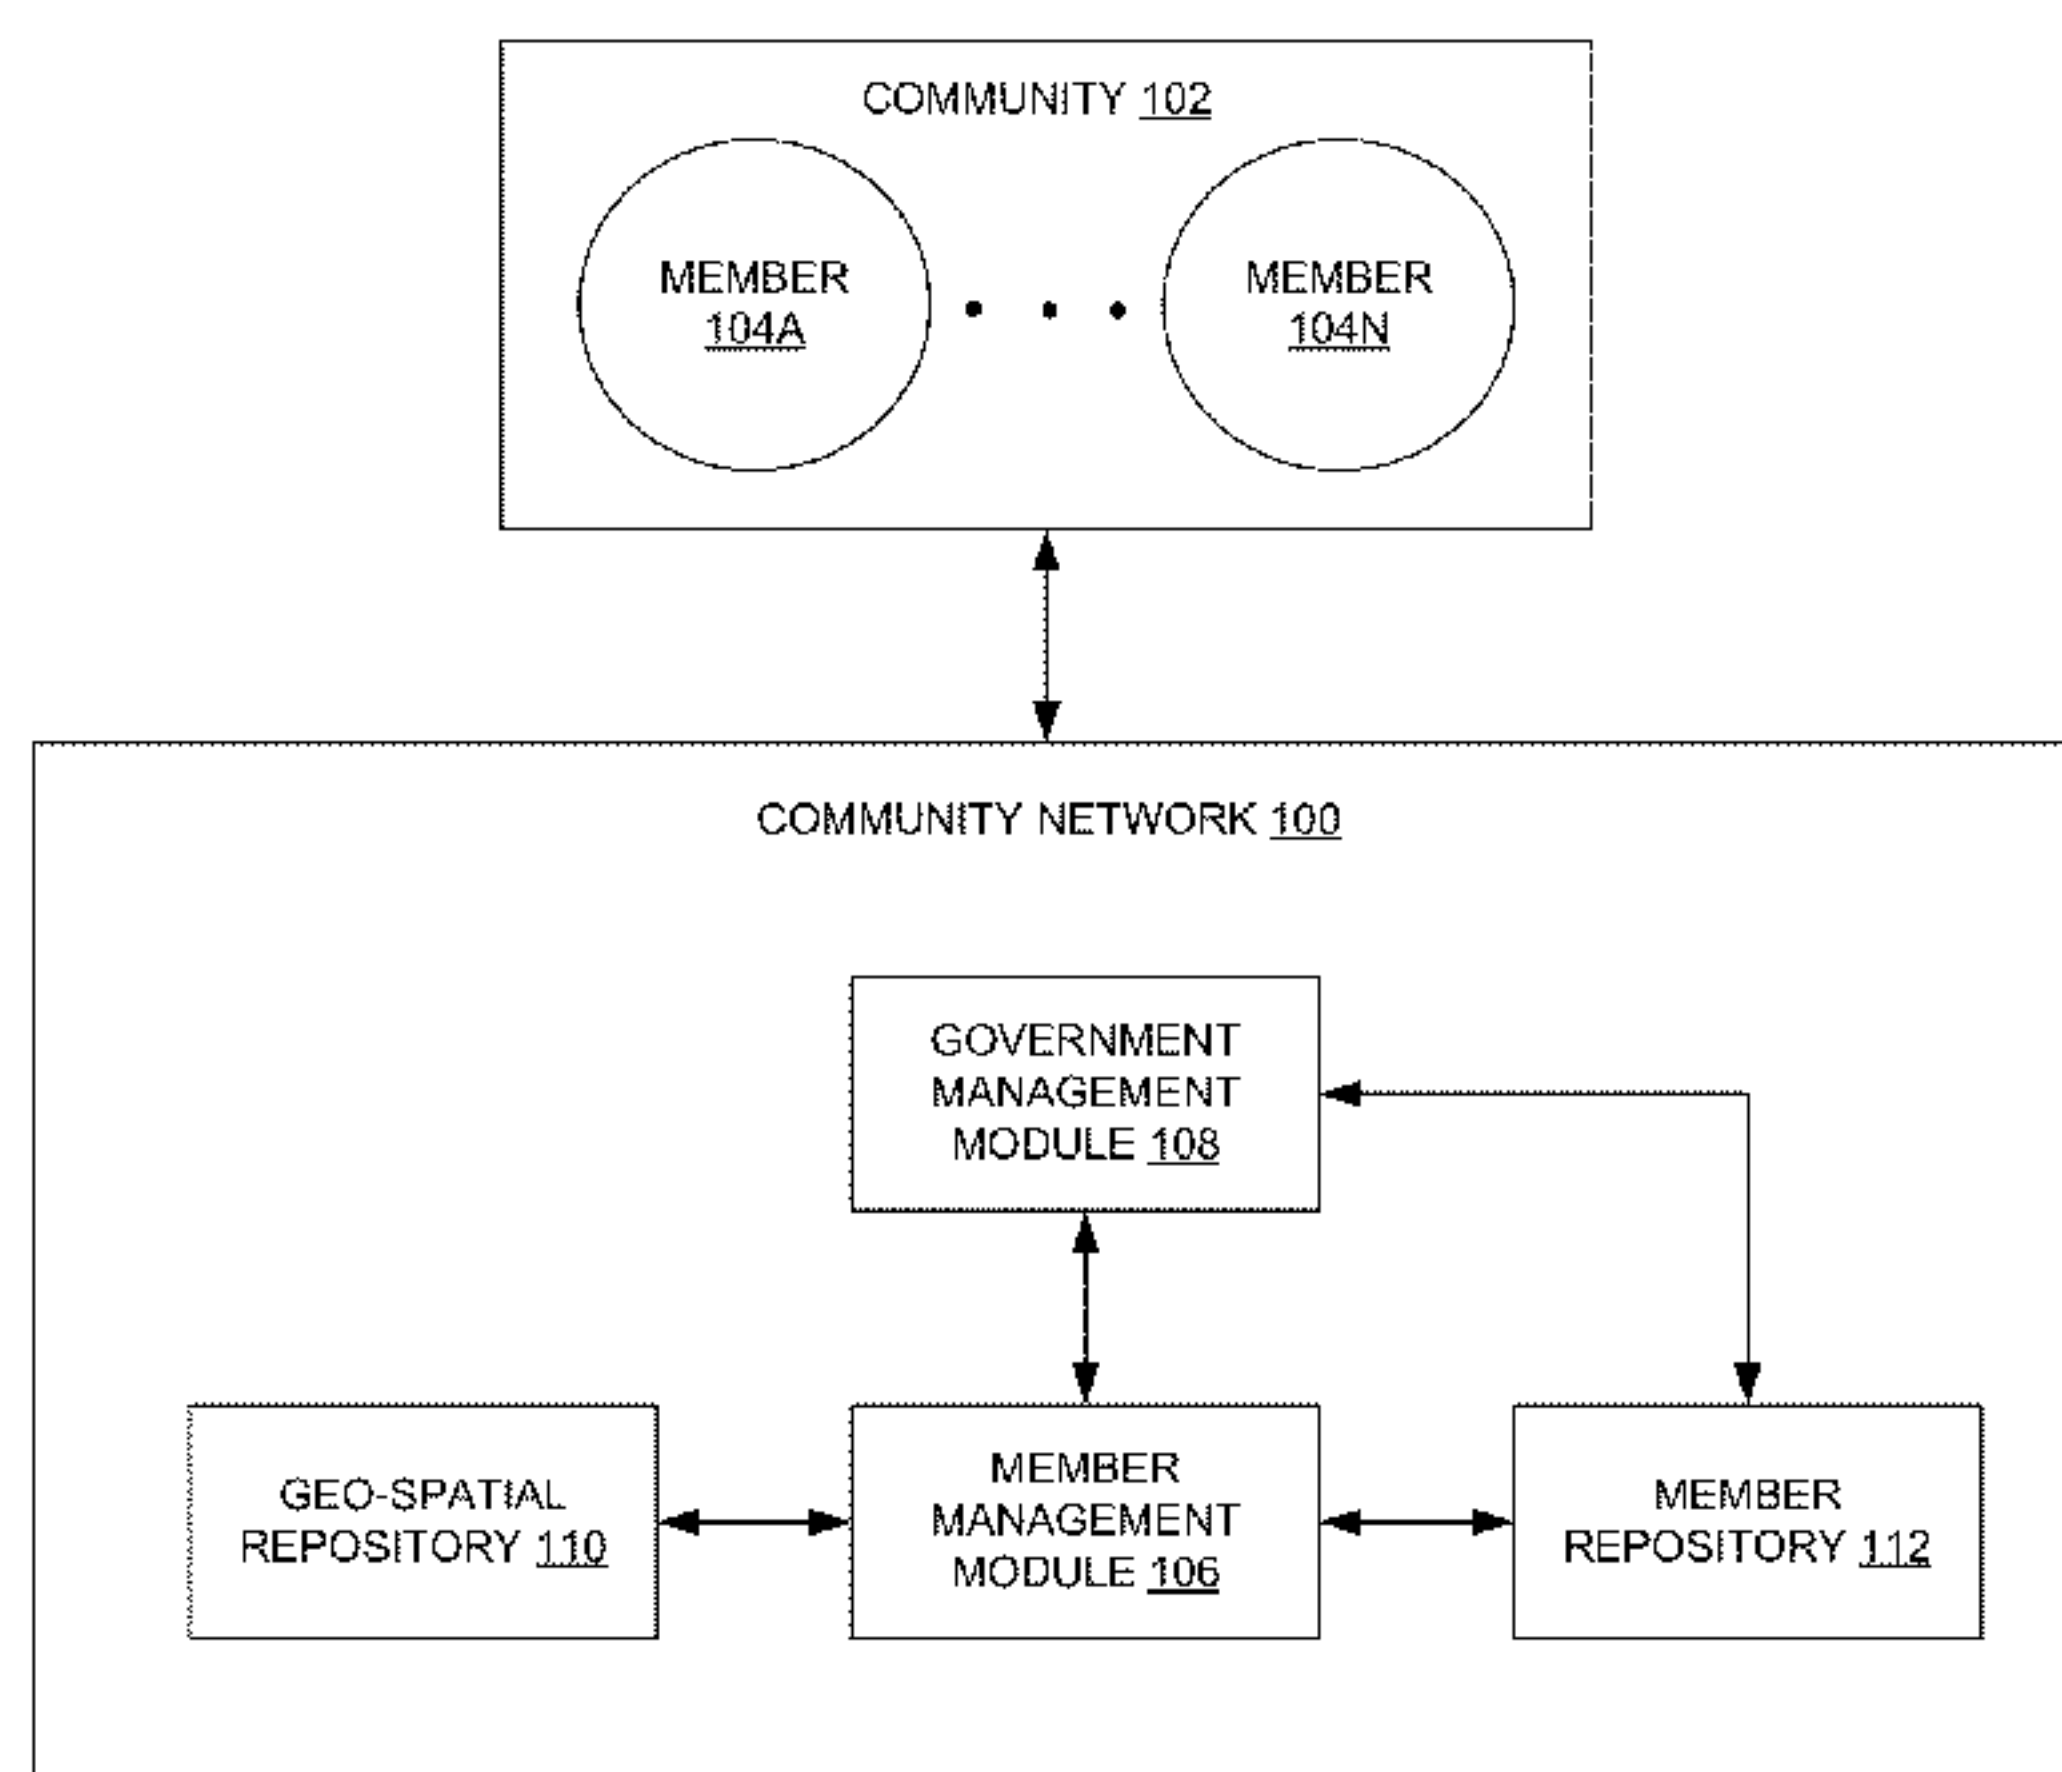 COMMUNITY 102
MEMBER
104A
MEMBER
104N
COMMUNITY NETWORK 100
GOVERNMENT
MANAGEMENT
MODULE 108
GEO-SPATIAL
REPOSITORY 110
MEMBER
MANAGEMENT
MODULE 106
MEMBER
REPOSITORY 112